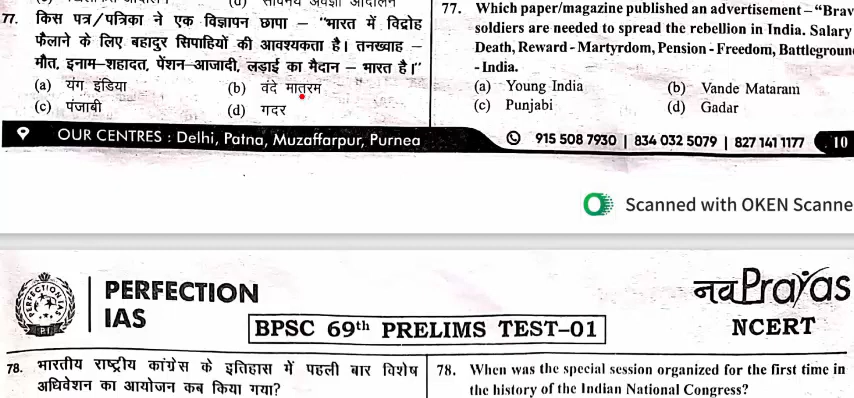 77. किस पत्र/पत्रिका ने एक विज्ञापन छापा – "भारत में विद्रोह
फैलाने के लिए बहादुर सिपाहियों की आवश्यकता है। तनख्वाह –
मौत, इनाम-शहादत, पेंशन-आजादी, लड़ाई का मैदान – भारत है।"
(a) यंग इंडिया (b) वंदे मातरम
(c) पंजाबी (d) गदर
77. Which paper/magazine published an advertisement – "Brav
soldiers are needed to spread the rebellion in India. Salary
Death, Reward - Martyrdom, Pension - Freedom, Battlegroun
- India.
(a) Young India (b) Vande Mataram
(c) Punjabi (d) Gadar
OUR CENTRES : Delhi, Patna, Muzaffarpur, Purnea 915 508 7930 | 834 032 5079 | 827 141 1177 10
Scanned with OKEN Scanne
PERFECTION
IAS
BPSC 69th PRELIMS TEST–01
नवPrayas
NCERT
78. भारतीय राष्ट्रीय कांग्रेस के इतिहास में पहली बार विशेष
अधिवेशन का आयोजन कब किया गया?
78. When was the special session organized for the first time in
the history of the Indian National Congress?